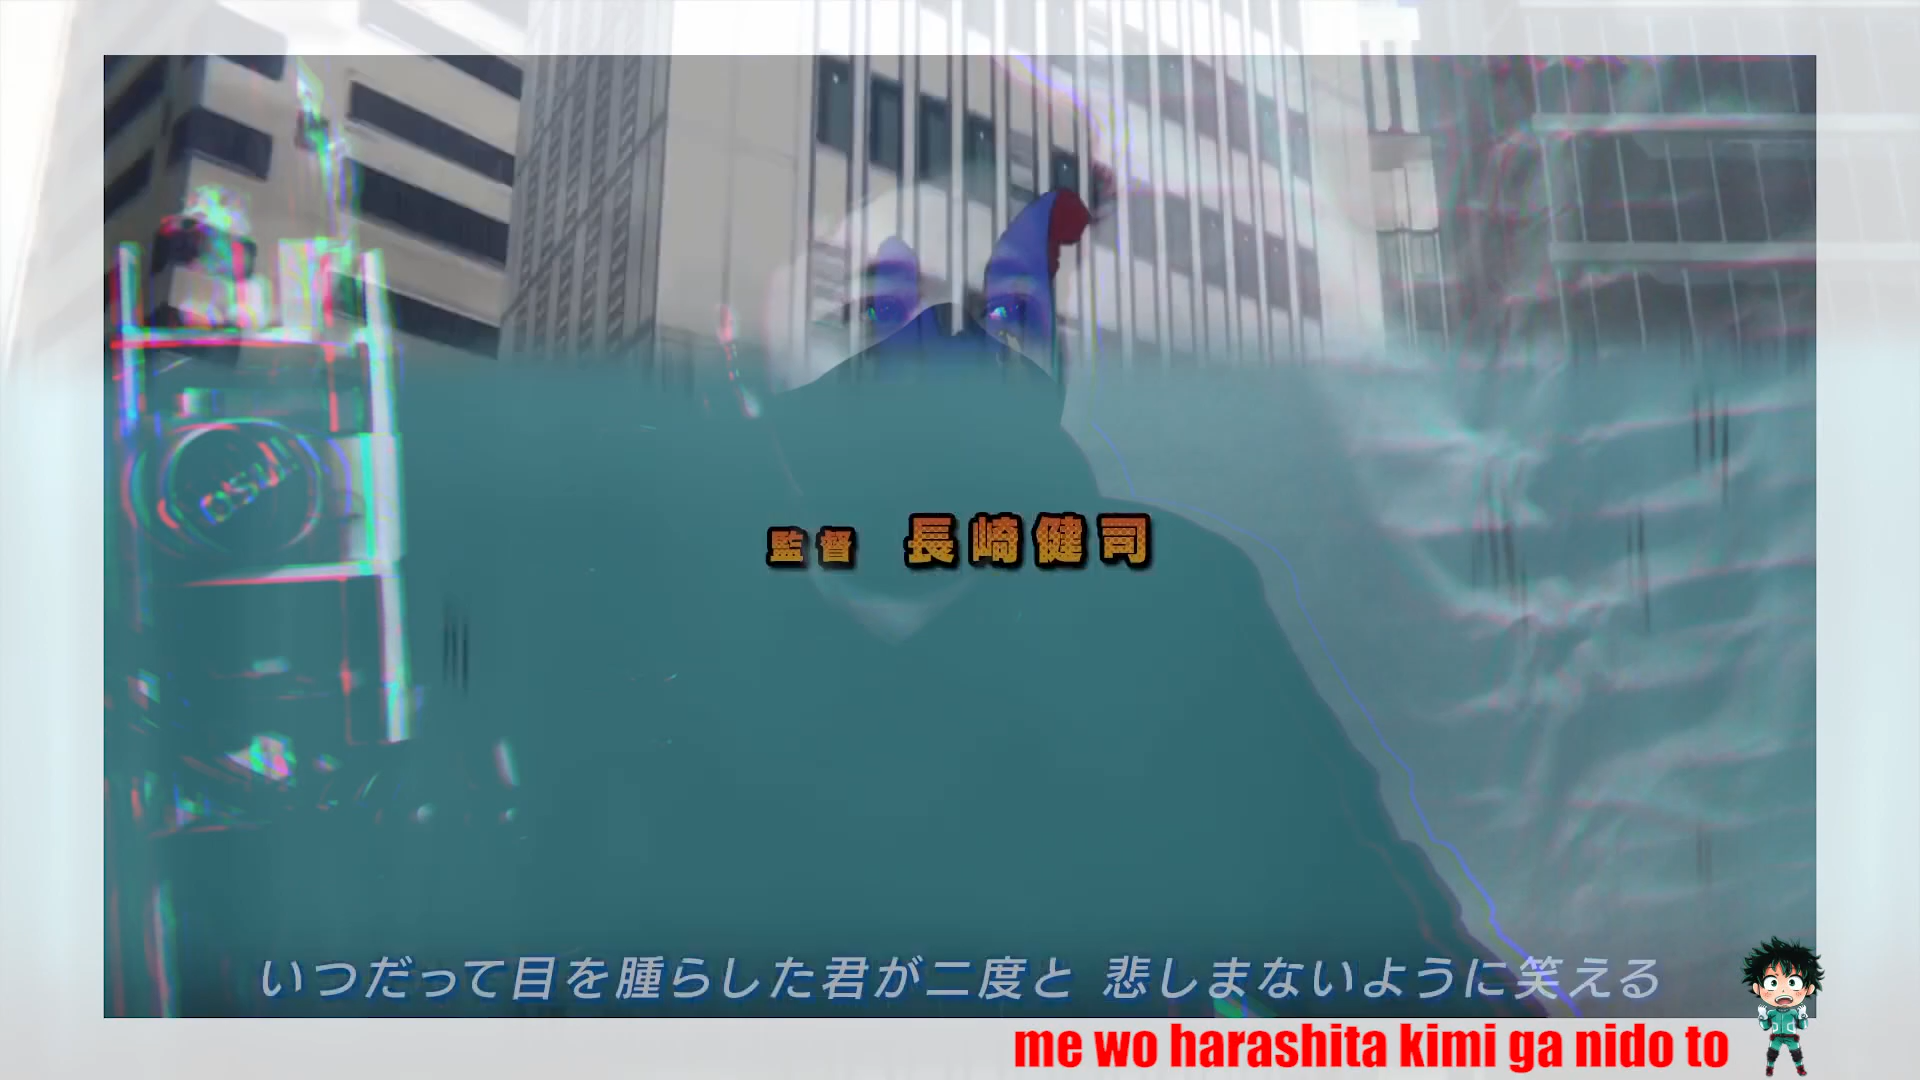 OSU!
監督 長崎健司
いつだって目を腫らした君が二度と 悲しまないように笑える
me wo harashita kimi ga nido to